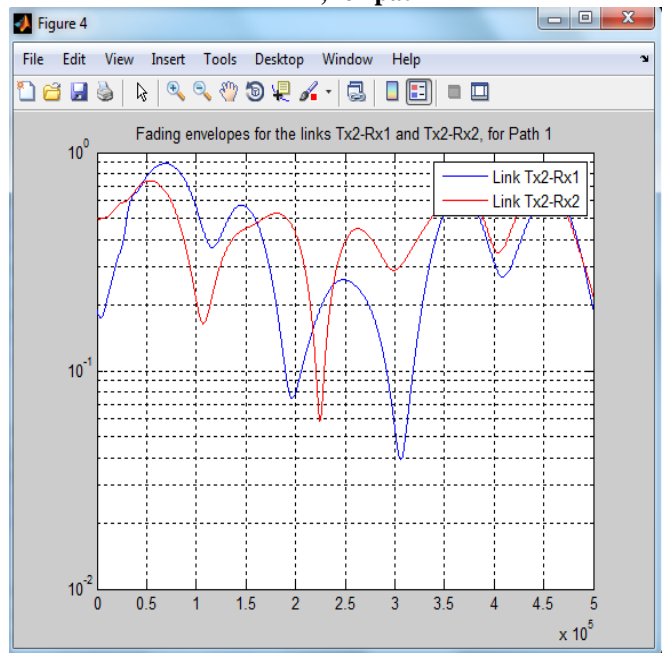 Figure 4
File Edit View Insert Tools Desktop Window Help
Fading envelopes for the links Tx2-Rx1 and Tx2-Rx2, for Path 1
Link Tx2-Rx1
Link Tx2-Rx2
10^0
10^-1
10^-2
0 0.5 1 1.5 2 2.5 3 3.5 4 4.5 5
x 10^5